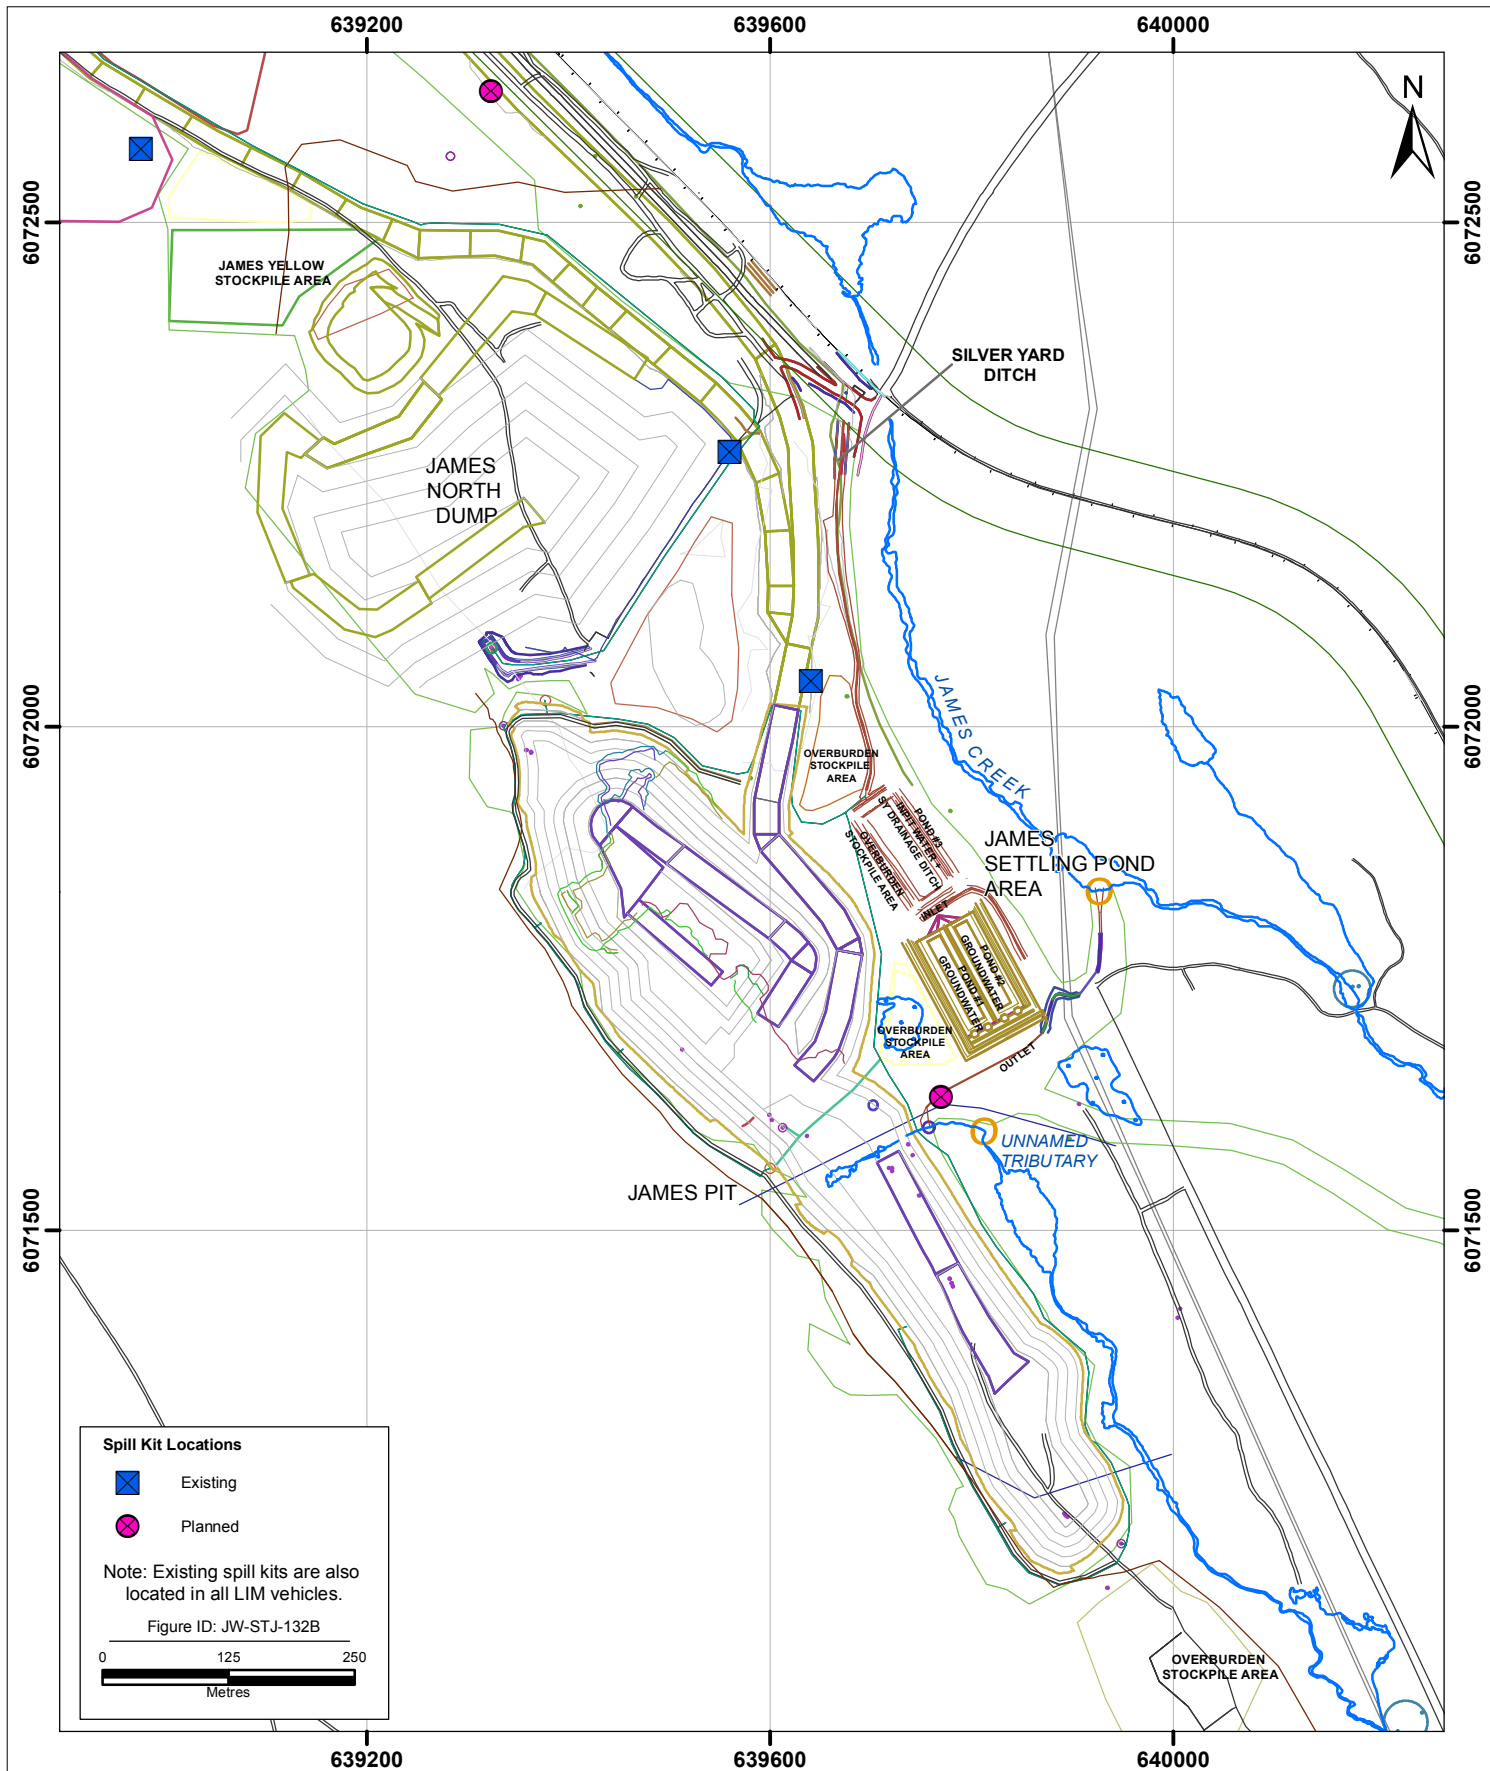 639200
639600
640000
N
6072500
6072500
JAMES YELLOW
STOCKPILE AREA
SILVER YARD
DITCH
JAMES
NORTH
DUMP
6072000
6072000
JAMES CREEK
OVERBURDEN
STOCKPILE
AREA
POND #3
INPIT WATER +
SY DRAINAGE DITCH
OVERBURDEN
STOCKPILE AREA
JAMES
SETTLING POND
AREA
INLET
POND #2
GROUNDWATER
POND #1
GROUNDWATER
OVERBURDEN
STOCKPILE
AREA
OUTLET
UNNAMED
TRIBUTARY
JAMES PIT
6071500
6071500
Spill Kit Locations
Existing
Planned
Note: Existing spill kits are also
located in all LIM vehicles.
Figure ID: JW-STJ-132B
0 125 250
Metres
OVERBURDEN
STOCKPILE AREA
639200
639600
640000